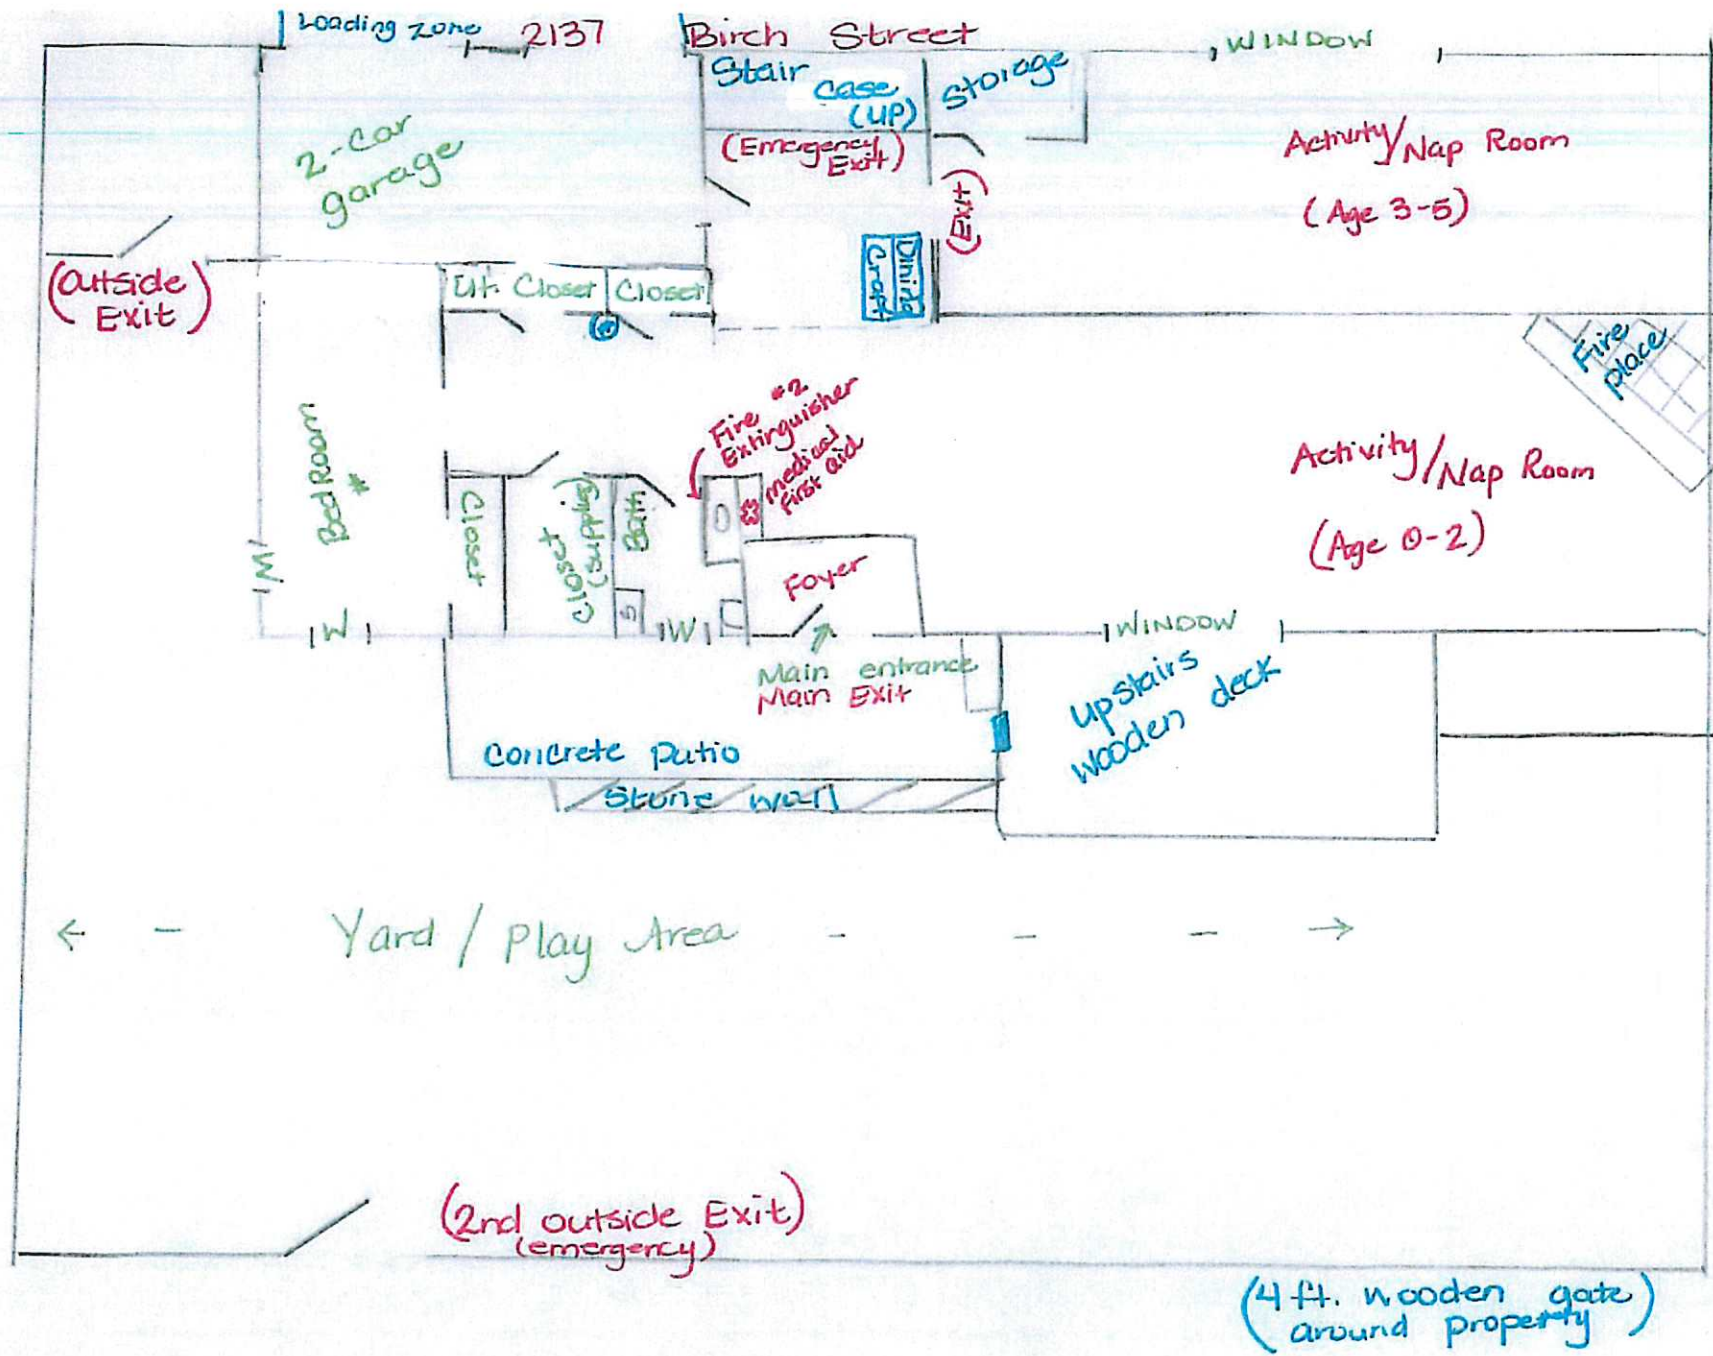 Loading Zone 2137 Birch Street
WINDOW
Stair
Case
(UP)
Storage
2-Car
garage
(Emergency
Exit)
Activity/Nap Room
(Age 3-5)
(Exit)
(Outside
Exit)
Ut. Closet
Closet
Dining
Craft
Fire
place
BedRoom
#
Fire #2
Extinguisher
medical
First aid
Activity/Nap Room
(Age 0-2)
Closet
Closet
(Supplies)
Bath
Foyer
W
W
W
WINDOW
Main entrance
Main Exit
upstairs
wooden deck
Concrete Patio
Stone wall
Yard / Play Area
(2nd outside Exit)
(emergency)
(4 ft. wooden gate
around property)